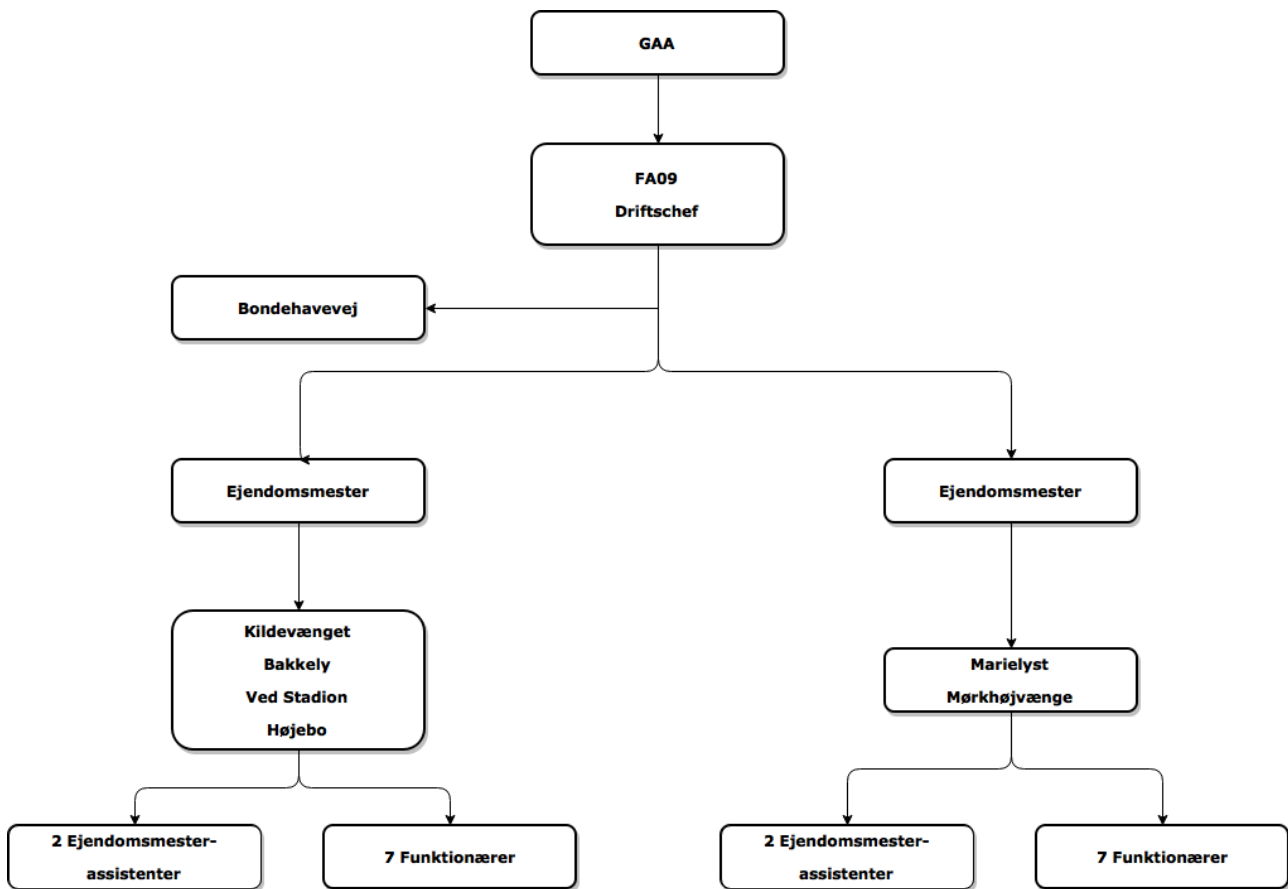 GAA
FA09
Driftschef
Bondehavevej
Ejendomsmester
Ejendomsmester
Kildevænget
Bakkely
Ved Stadion
Højebo
Marielyst
Mørkhøjvænge
2 Ejendomsmester-
assistenter
7 Funktionærer
2 Ejendomsmester-
assistenter
7 Funktionærer